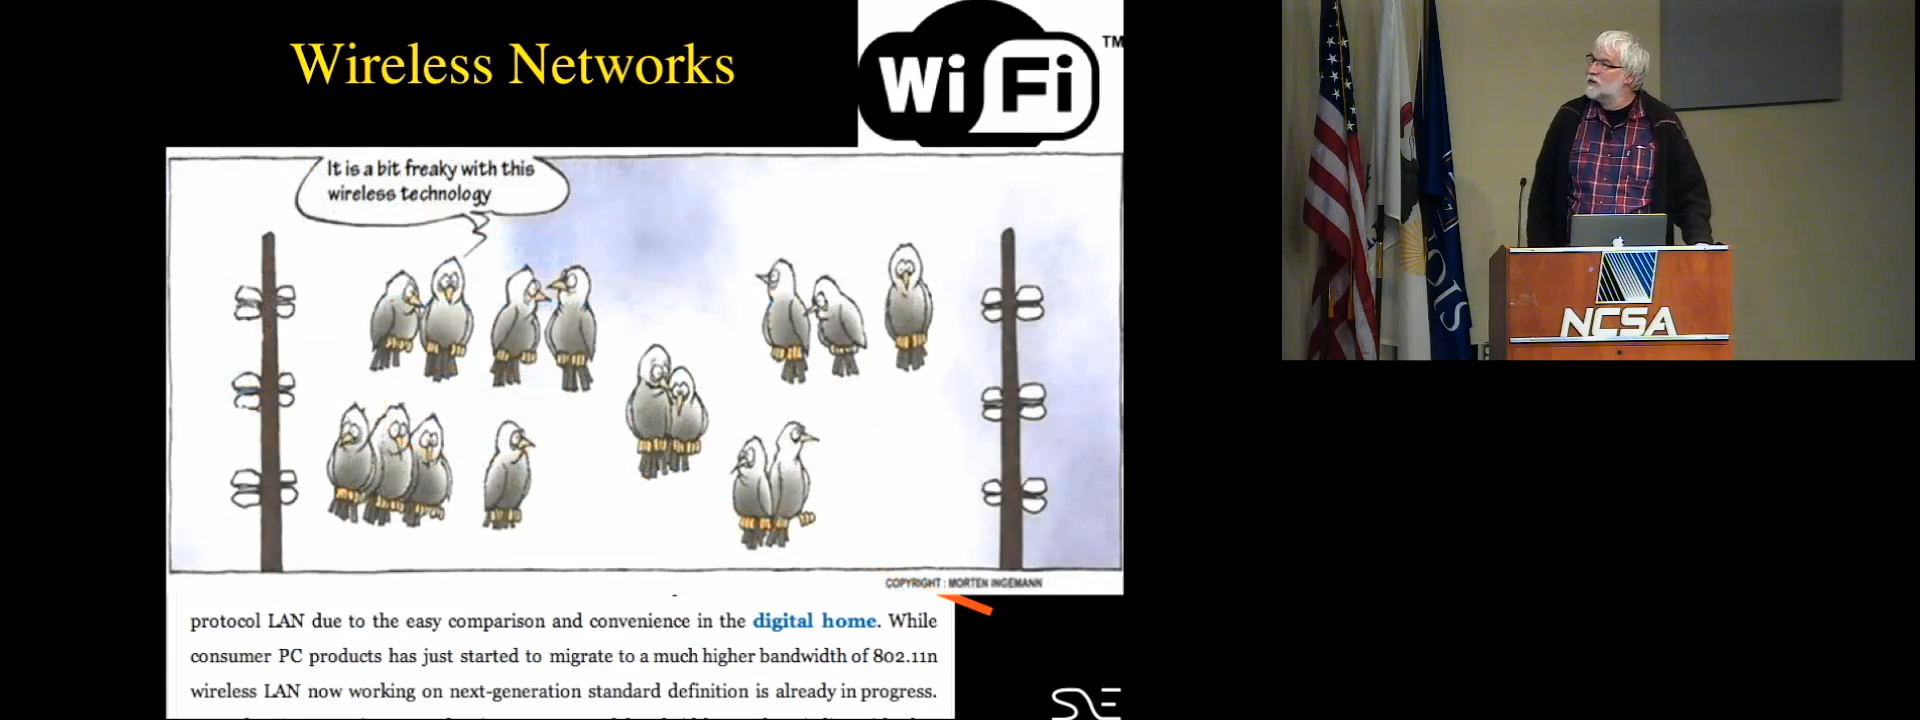 Wireless Networks
Wi Fi TM
It is a bit freaky with this
wireless technology
COPYRIGHT : MORTEN INGEMANN
protocol LAN due to the easy comparison and convenience in the digital home. While
consumer PC products has just started to migrate to a much higher bandwidth of 802.11n
wireless LAN now working on next-generation standard definition is already in progress.
NCSA